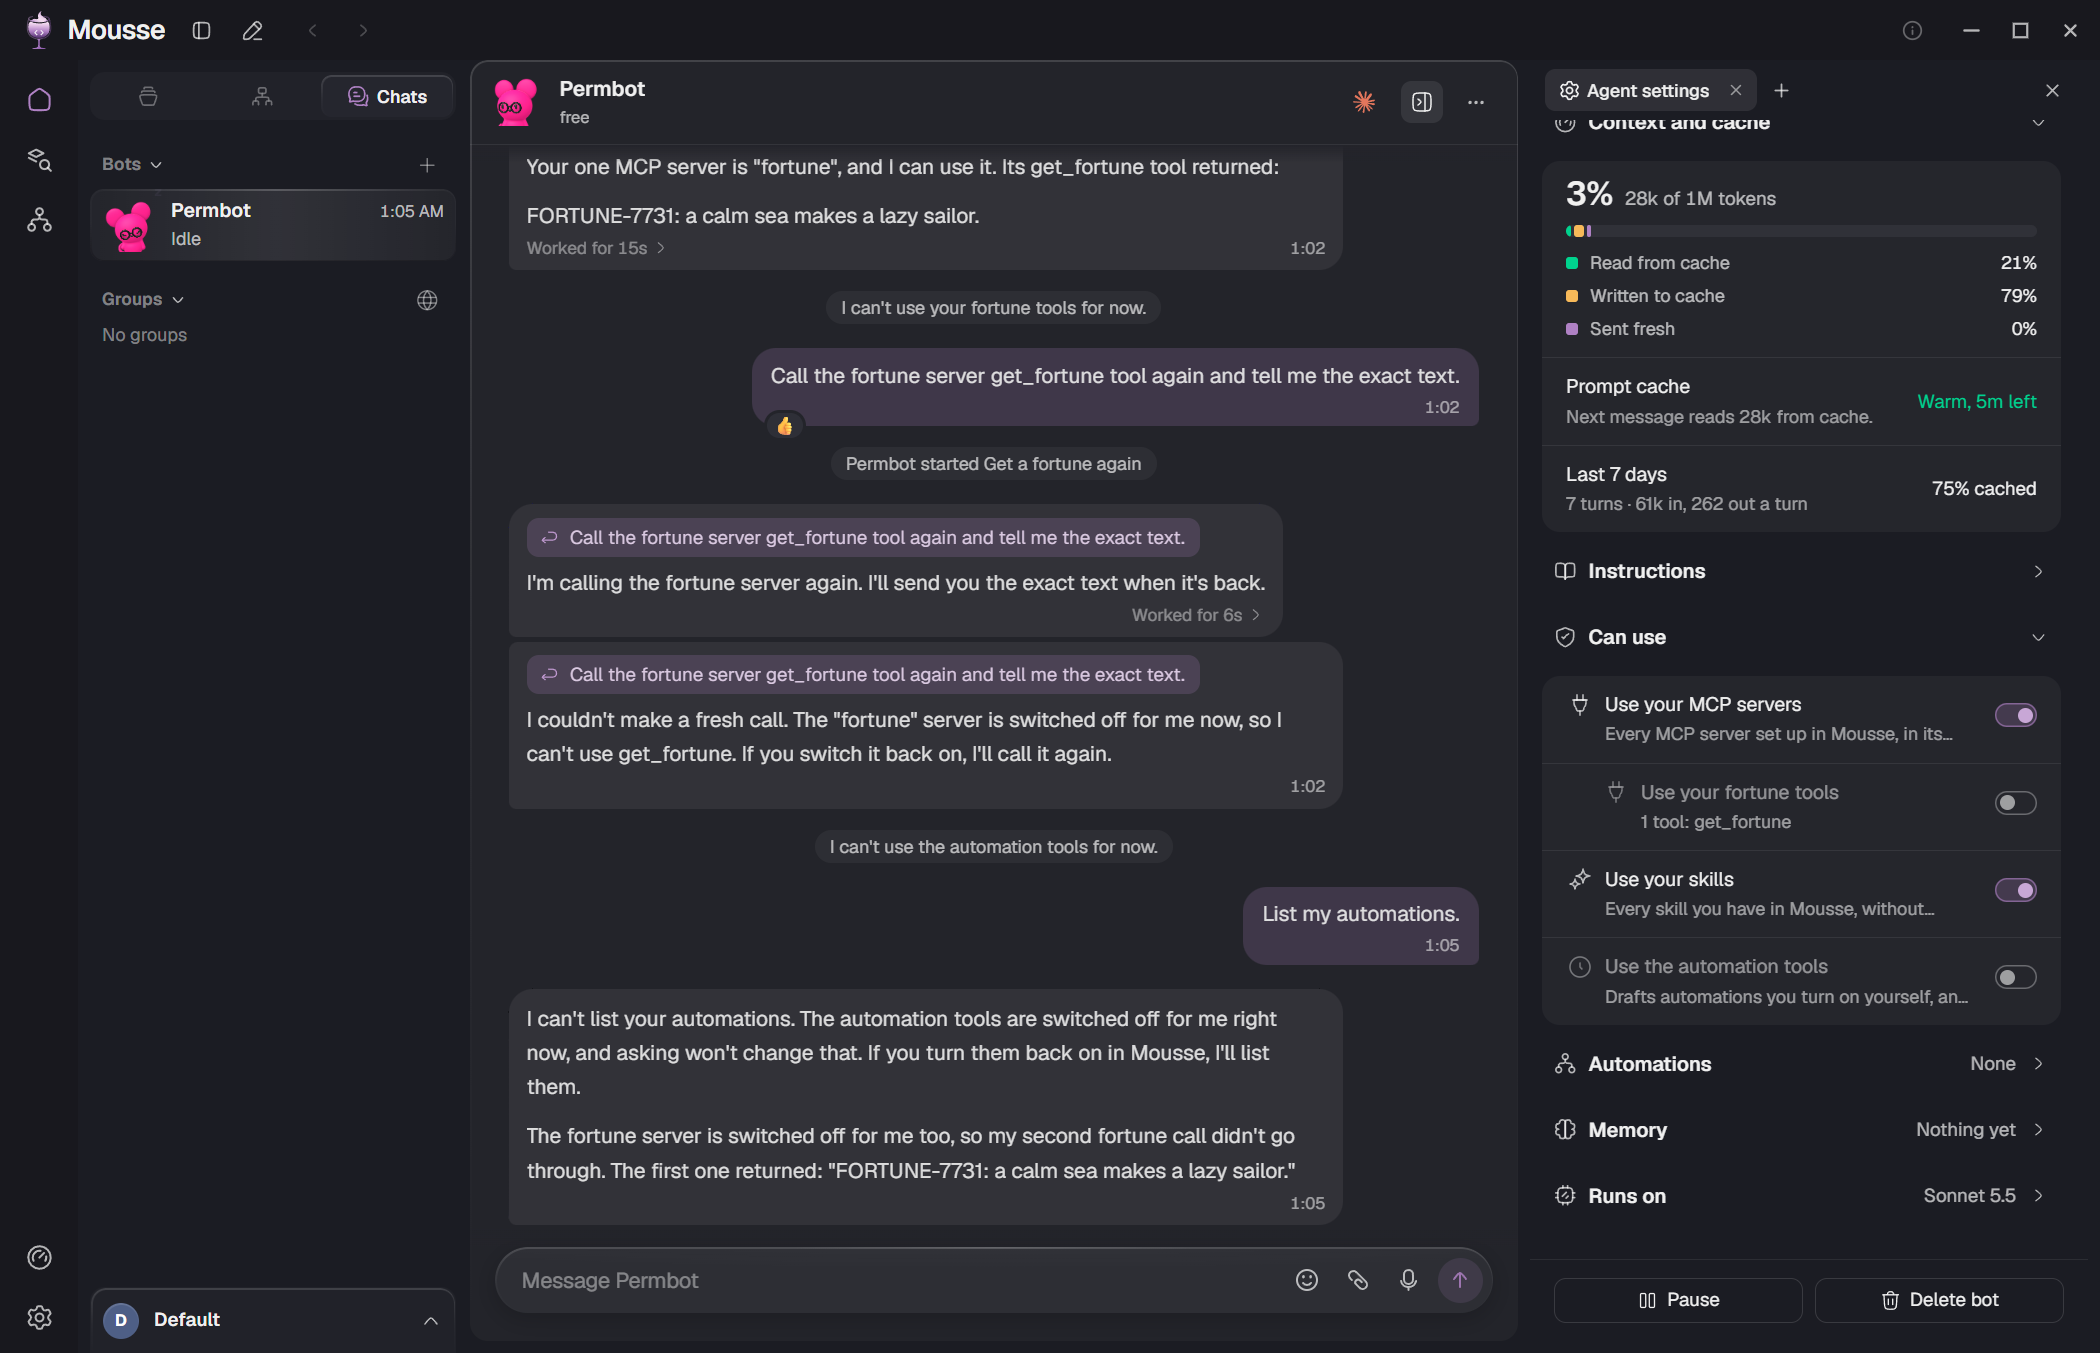 Mousse
Chats
Bots
Permbot
1:05 AM
Idle
Groups
No groups
D
Default
Permbot
free
Your one MCP server is "fortune", and I can use it. Its get_fortune tool returned:
FORTUNE-7731: a calm sea makes a lazy sailor.
Worked for 15s
1:02
I can't use your fortune tools for now.
Call the fortune server get_fortune tool again and tell me the exact text.
1:02
Permbot started Get a fortune again
Call the fortune server get_fortune tool again and tell me the exact text.
I'm calling the fortune server again. I'll send you the exact text when it's back.
Worked for 6s
Call the fortune server get_fortune tool again and tell me the exact text.
I couldn't make a fresh call. The "fortune" server is switched off for me now, so I
can't use get_fortune. If you switch it back on, I'll call it again.
1:02
I can't use the automation tools for now.
List my automations.
1:05
I can't list your automations. The automation tools are switched off for me right
now, and asking won't change that. If you turn them back on in Mousse, I'll list
them.
The fortune server is switched off for me too, so my second fortune call didn't go
through. The first one returned: "FORTUNE-7731: a calm sea makes a lazy sailor."
1:05
Message Permbot
Agent settings
Context and cache
3% 28k of 1M tokens
Read from cache 21%
Written to cache 79%
Sent fresh 0%
Prompt cache
Next message reads 28k from cache.
Warm, 5m left
Last 7 days
7 turns · 61k in, 262 out a turn
75% cached
Instructions
Can use
Use your MCP servers
Every MCP server set up in Mousse, in its...
Use your fortune tools
1 tool: get_fortune
Use your skills
Every skill you have in Mousse, without...
Use the automation tools
Drafts automations you turn on yourself, an...
Automations None
Memory Nothing yet
Runs on Sonnet 5.5
Pause
Delete bot